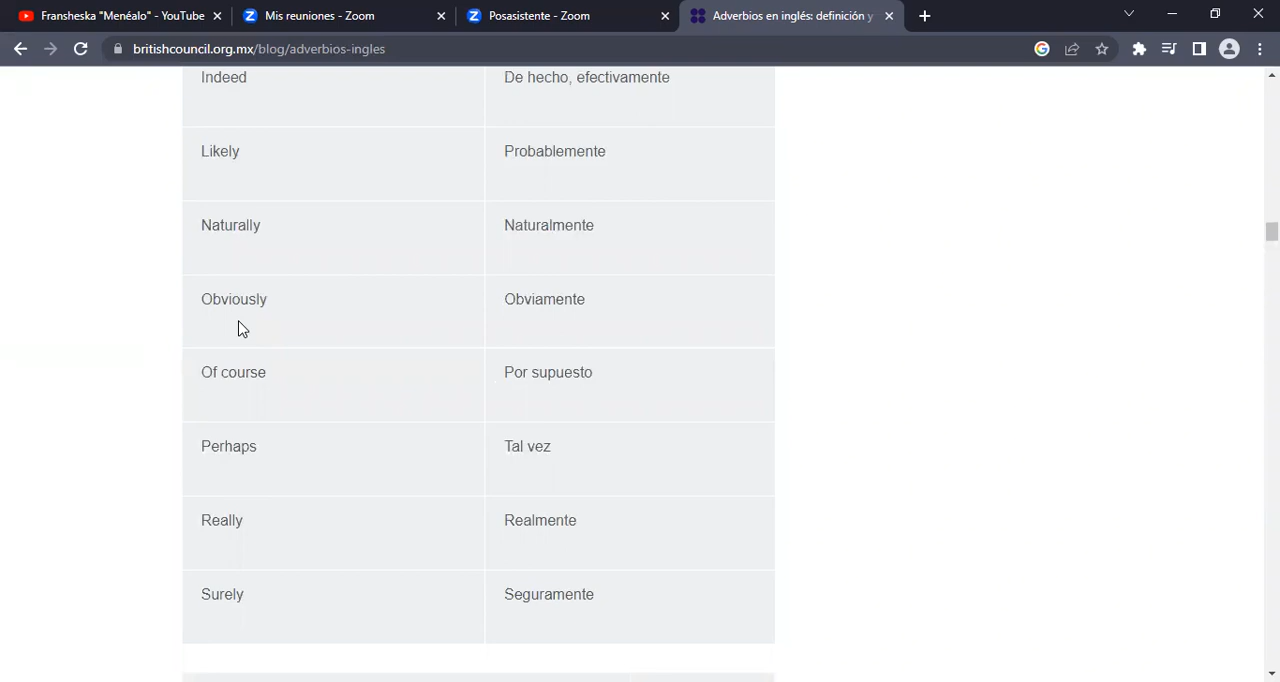 Fransheska "Menéalo" - YouTube
Mis reuniones - Zoom
Posasistente - Zoom
Adverbios en inglés: definición y
britishcouncil.org.mx/blog/adverbios-ingles
Indeed De hecho, efectivamente
Likely Probablemente
Naturally Naturalmente
Obviously Obviamente
Of course Por supuesto
Perhaps Tal vez
Really Realmente
Surely Seguramente